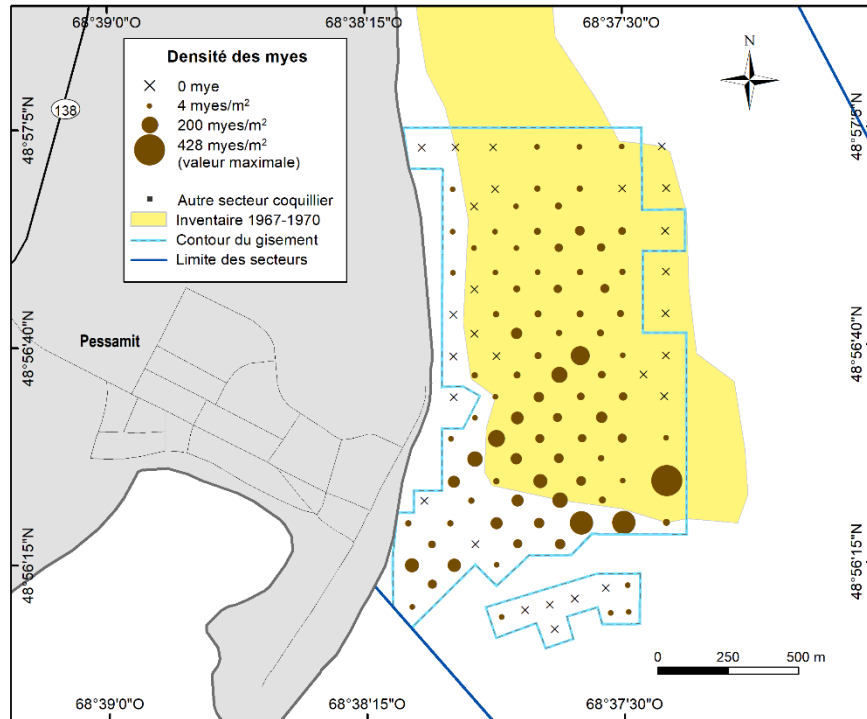 68°39'0"O 68°38'15"O 68°37'30"O
Densité des myes
0 mye
4 myes/m²
200 myes/m²
428 myes/m²
(valeur maximale)
Autre secteur coquillier
Inventaire 1967-1970
Contour du gisement
Limite des secteurs
N
138
48°57'5"N 48°57'5"N
Pessamit
48°56'40"N 48°56'40"N
48°56'15"N 48°56'15"N
0 250 500 m
68°39'0"O 68°38'15"O 68°37'30"O